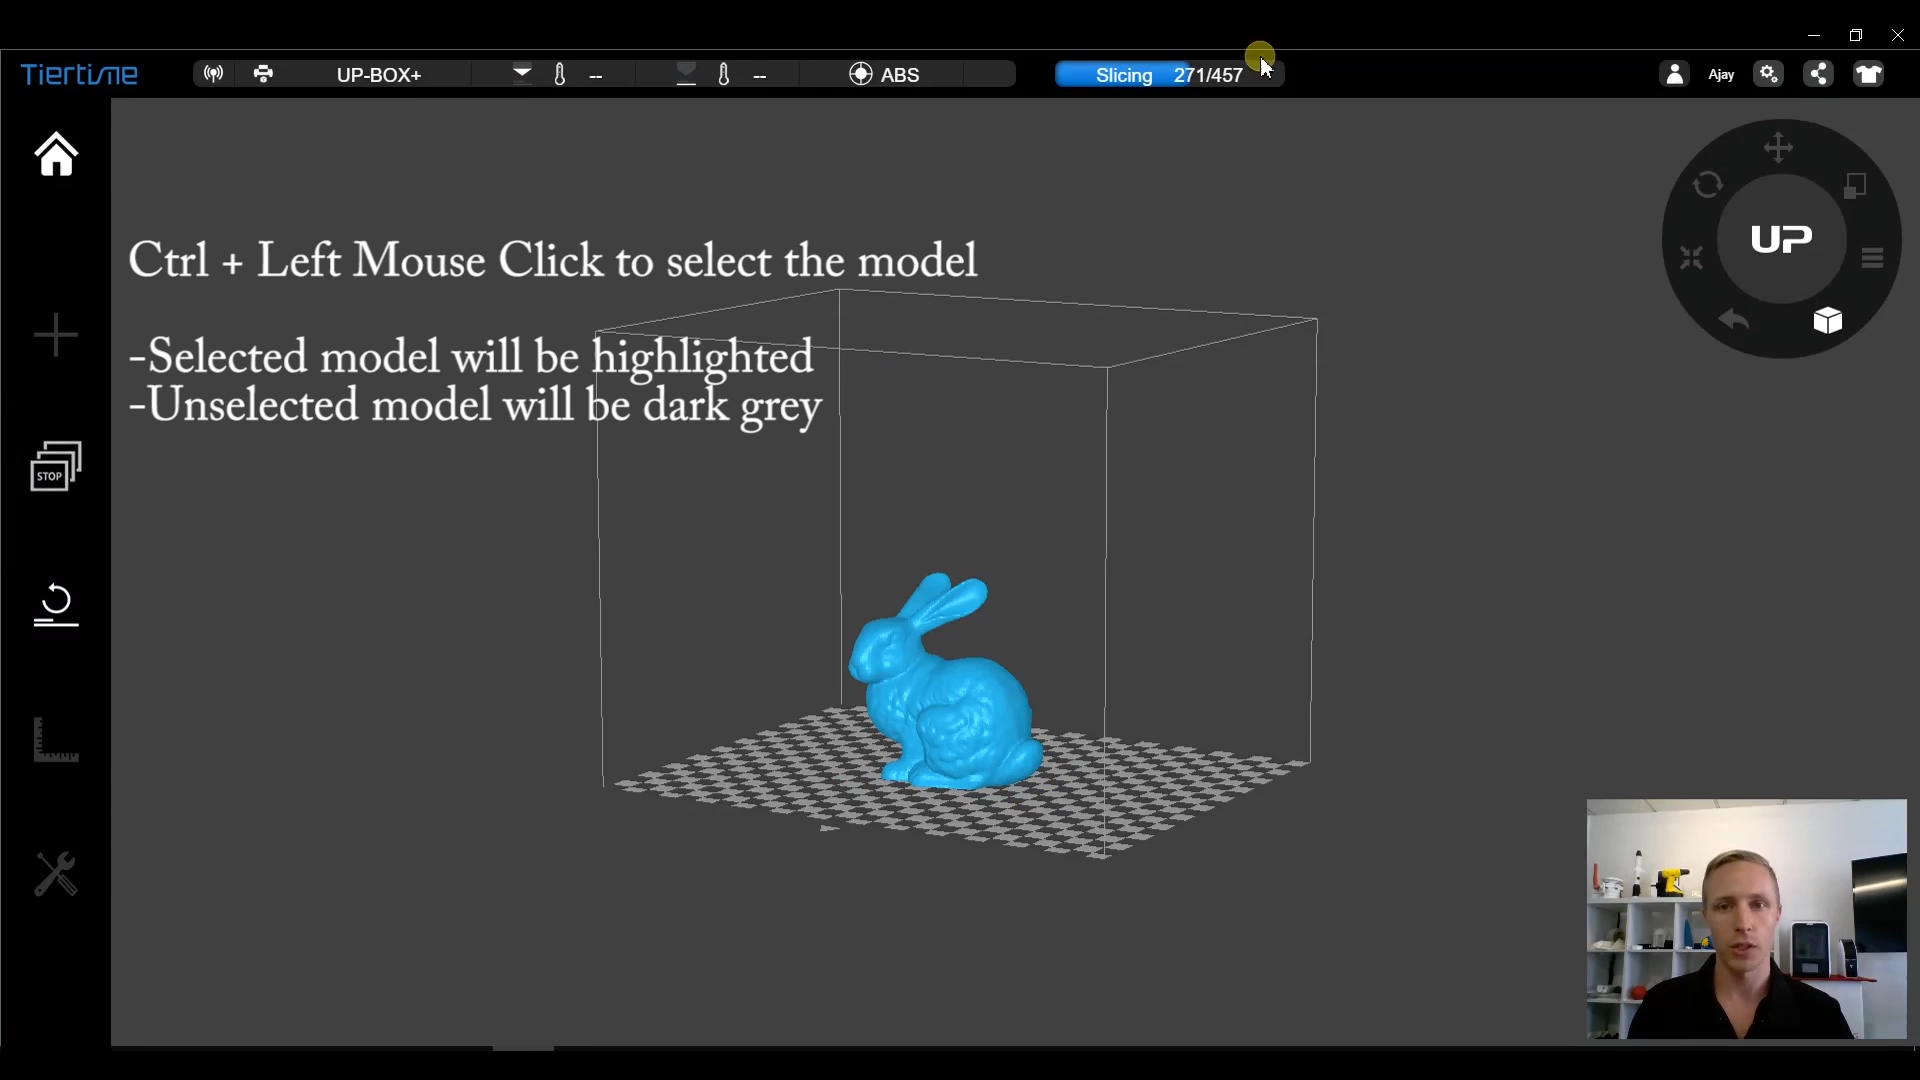 Tiertime
UP-BOX+
--
--
ABS
Slicing 271/457
Ajay
UP
Ctrl + Left Mouse Click to select the model
-Selected model will be highlighted
-Unselected model will be dark grey
STOP